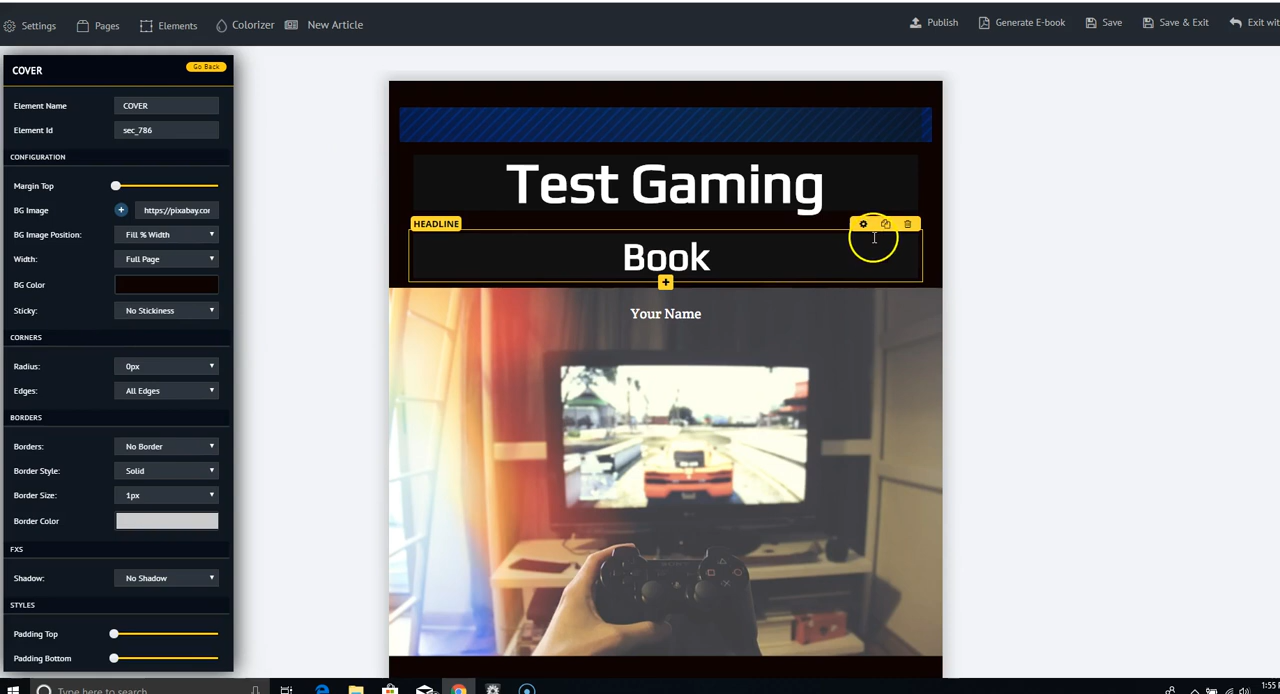 Settings Pages Elements Colorizer New Article Publish Generate E-book Save Save & Exit Exit wit
COVER Go Back
Element Name COVER
Element Id sec_786
CONFIGURATION
Margin Top
BG Image + https://pixabay.cor
BG Image Position: Fill % Width
Width: Full Page
BG Color
Sticky: No Stickiness
CORNERS
Radius: 0px
Edges: All Edges
BORDERS
Borders: No Border
Border Style: Solid
Border Size: 1px
Border Color
FXS
Shadow: No Shadow
STYLES
Padding Top
Padding Bottom
Test Gaming
HEADLINE
Book
+
Your Name
Type here to search
1:55